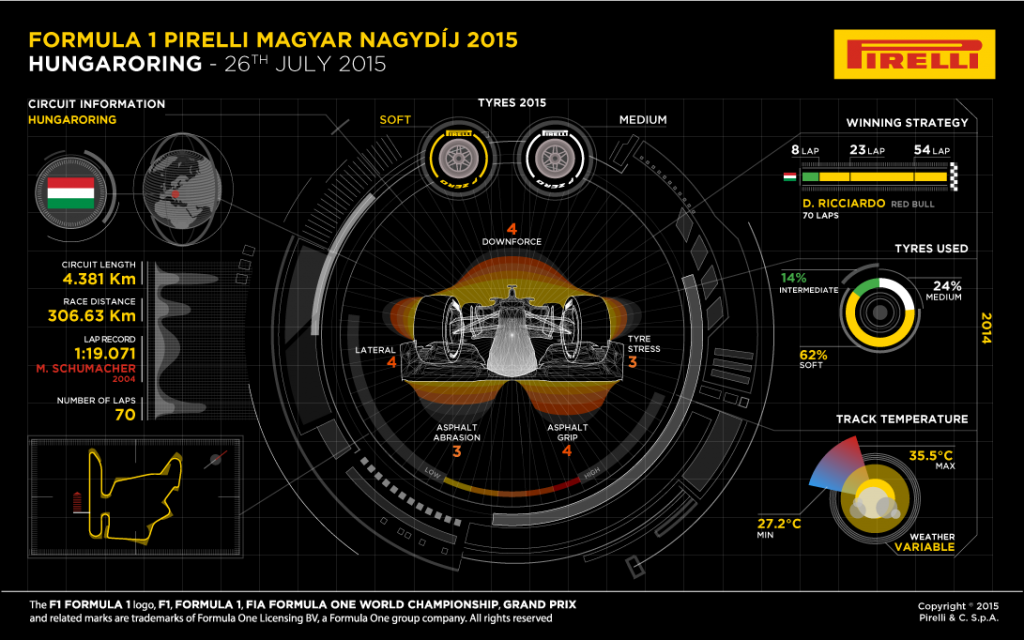 FORMULA 1 PIRELLI MAGYAR NAGYDÍJ 2015
HUNGARORING - 26TH JULY 2015
PIRELLI
CIRCUIT INFORMATION
HUNGARORING
TYRES 2015
SOFT
MEDIUM
PIRELLI
P ZERO
PIRELLI
P ZERO
WINNING STRATEGY
8 LAP
23 LAP
54 LAP
D. RICCIARDO RED BULL
70 LAPS
CIRCUIT LENGTH
4.381 Km
RACE DISTANCE
306.63 Km
LAP RECORD
1:19.071
M. SCHUMACHER
2004
NUMBER OF LAPS
70
4
DOWNFORCE
LATERAL
4
TYRE
STRESS
3
ASPHALT
ABRASION
3
ASPHALT
GRIP
4
LOW
HIGH
TYRES USED
14%
INTERMEDIATE
24%
MEDIUM
62%
SOFT
2014
TRACK TEMPERATURE
35.5°C
MAX
27.2°C
MIN
WEATHER
VARIABLE
The F1 FORMULA 1 logo, F1, FORMULA 1, FIA FORMULA ONE WORLD CHAMPIONSHIP, GRAND PRIX
and related marks are trademarks of Formula One Licensing BV, a Formula One group company. All rights reserved
Copyright © 2015
Pirelli & C. S.p.A.